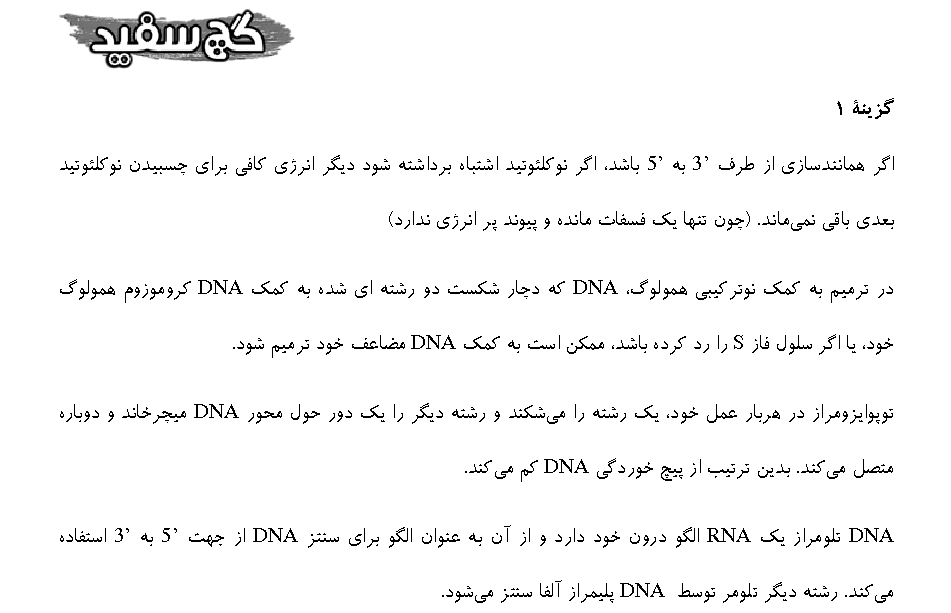 گچ سفید
گزینهٔ ۱
اگر همانندسازی از طرف ’3 به ’5 باشد، اگر نوکلئوتید اشتباه برداشته شود دیگر انرژی کافی برای چسبیدن نوکلئوتید
بعدی باقی نمی‌ماند. (چون تنها یک فسفات مانده و پیوند پر انرژی ندارد)
در ترمیم به کمک نوترکیبی همولوگ، DNA که دچار شکست دو رشته ای شده به کمک DNA کروموزوم همولوگ
خود، یا اگر سلول فاز S را رد کرده باشد، ممکن است به کمک DNA مضاعف خود ترمیم شود.
توپوایزومراز در هربار عمل خود، یک رشته را می‌شکند و رشته دیگر را یک دور حول محور DNA میچرخاند و دوباره
متصل می‌کند. بدین ترتیب از پیچ خوردگی DNA کم می‌کند.
DNA تلومراز یک RNA الگو درون خود دارد و از آن به عنوان الگو برای سنتز DNA از جهت ’5 به ’3 استفاده
می‌کند. رشته دیگر تلومر توسط DNA پلیمراز آلفا سنتز می‌شود.